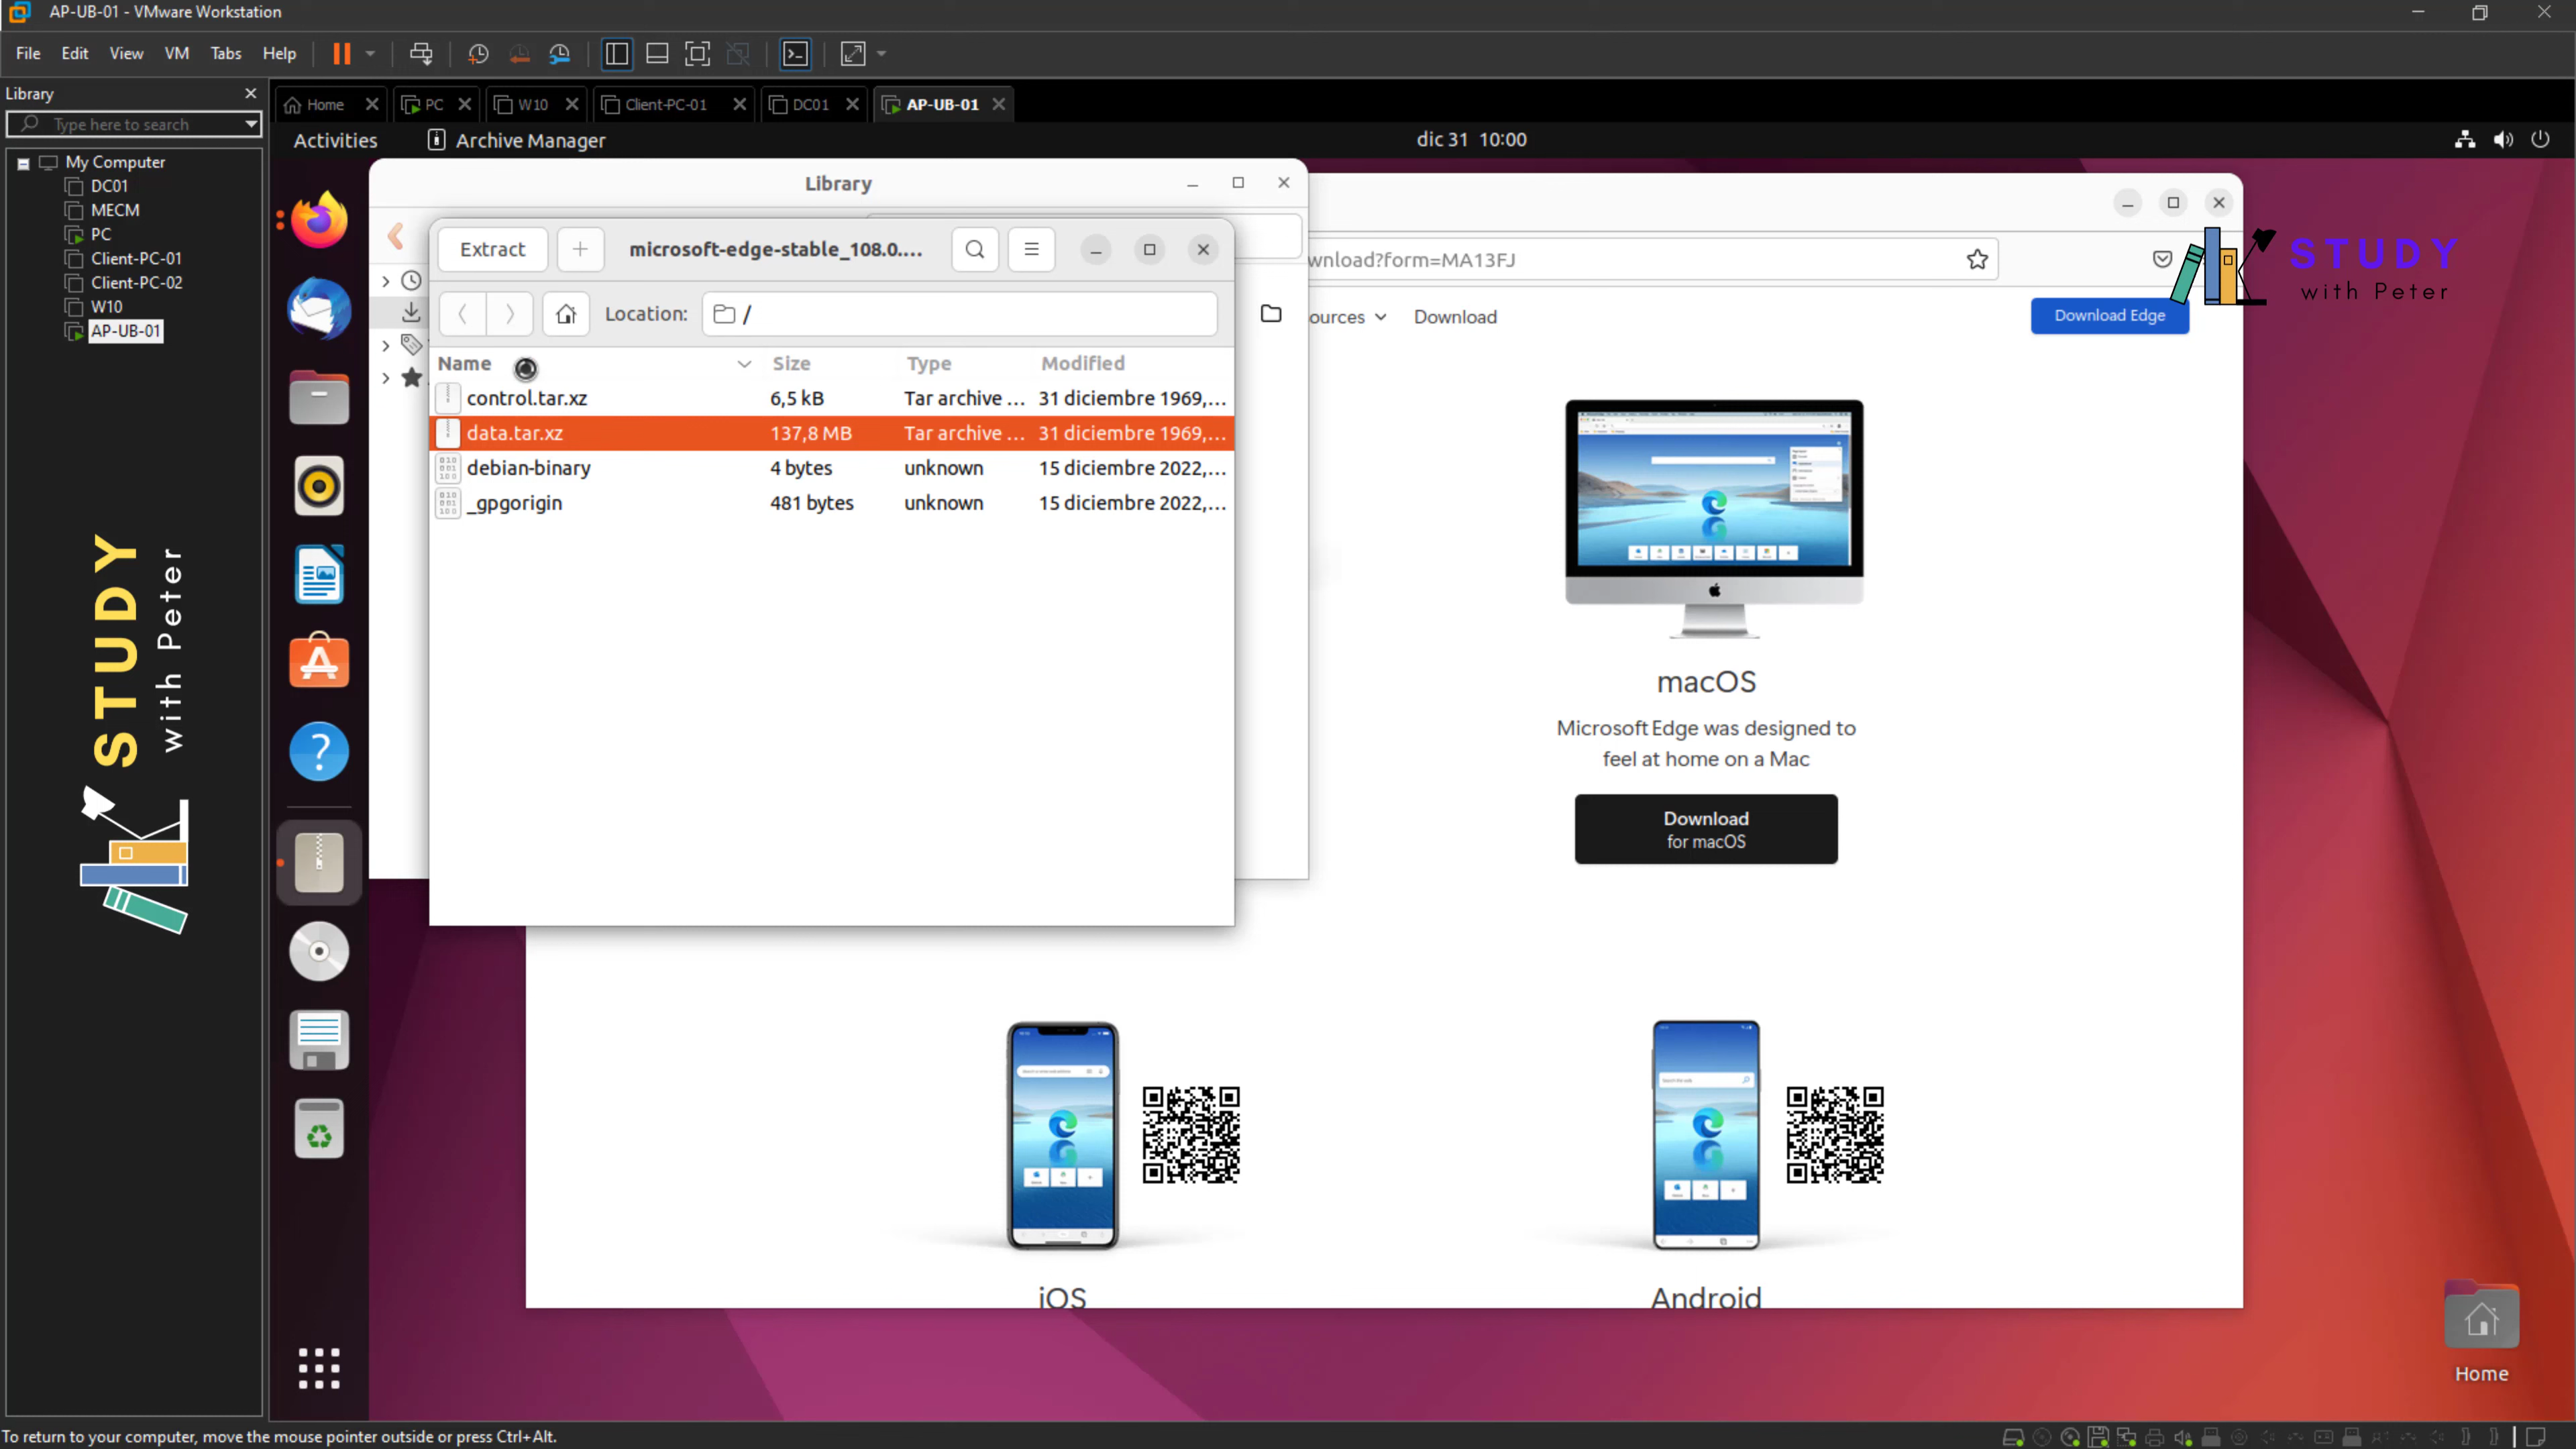 AP-UB-01 - VMware Workstation
File Edit View VM Tabs Help
Library
Type here to search
My Computer
DC01
MECM
PC
Client-PC-01
Client-PC-02
W10
AP-UB-01
Home PC W10 Client-PC-01 DC01 AP-UB-01
Activities Archive Manager dic 31 10:00
Library
Extract microsoft-edge-stable_108.0....
Location: /
Name Size Type Modified
control.tar.xz 6,5 kB Tar archive ... 31 diciembre 1969,...
data.tar.xz 137,8 MB Tar archive ... 31 diciembre 1969,...
debian-binary 4 bytes unknown 15 diciembre 2022,...
_gpgorigin 481 bytes unknown 15 diciembre 2022,...
wnload?form=MA13FJ
ources Download
Download Edge
STUDY
with Peter
macOS
Microsoft Edge was designed to
feel at home on a Mac
Download
for macOS
iOS
Android
STUDY
with Peter
Home
To return to your computer, move the mouse pointer outside or press Ctrl+Alt.